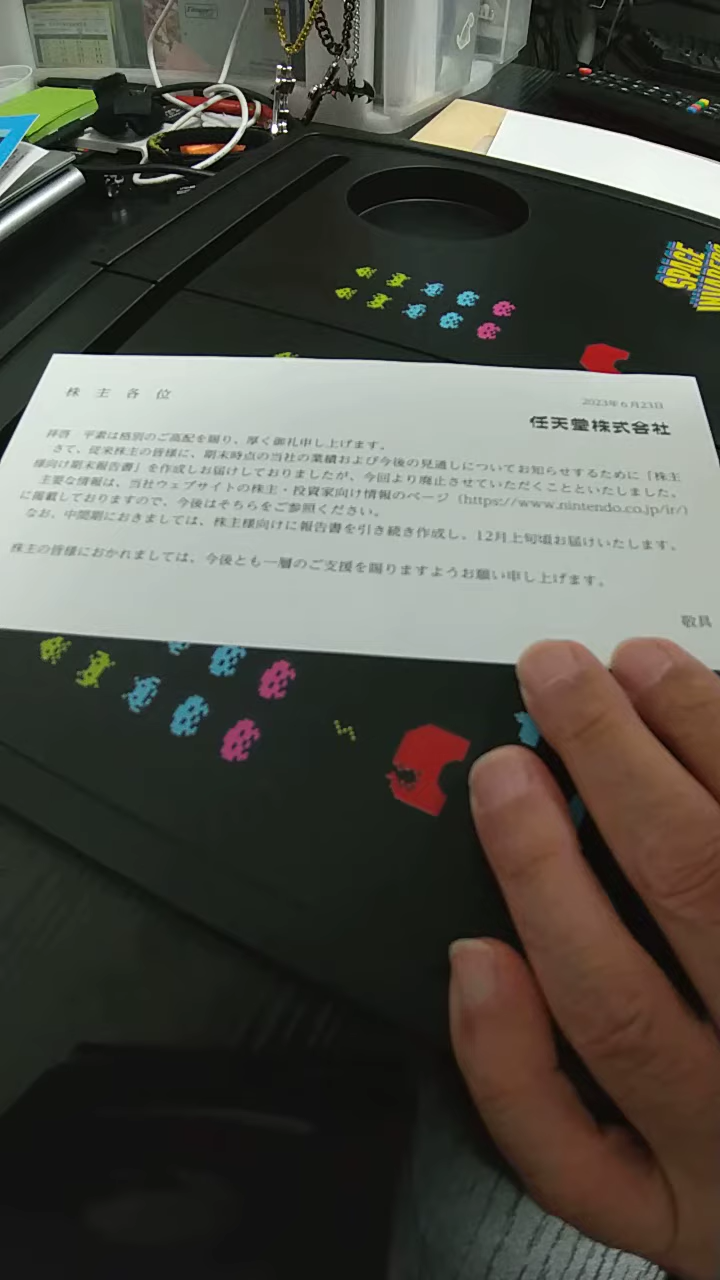 SPACE
株主各位
2023年6月23日
任天堂株式会社
拝啓　平素は格別のご高配を賜り、厚く御礼申し上げます。
さて、従来株主の皆様に、期末時点の当社の業績および今後の見通しについてお知らせするために「株主
様向け期末報告書」を作成しお届けしておりましたが、今回より廃止させていただくことといたしました。
主要な情報は、当社ウェブサイトの株主・投資家向け情報のページ（https://www.nintendo.co.jp/ir/）
に掲載しておりますので、今後はそちらをご参照ください。
なお、中間期におきましては、株主様向けに報告書を引き続き作成し、12月上旬頃お届けいたします。
株主の皆様におかれましては、今後とも一層のご支援を賜りますようお願い申し上げます。
敬具